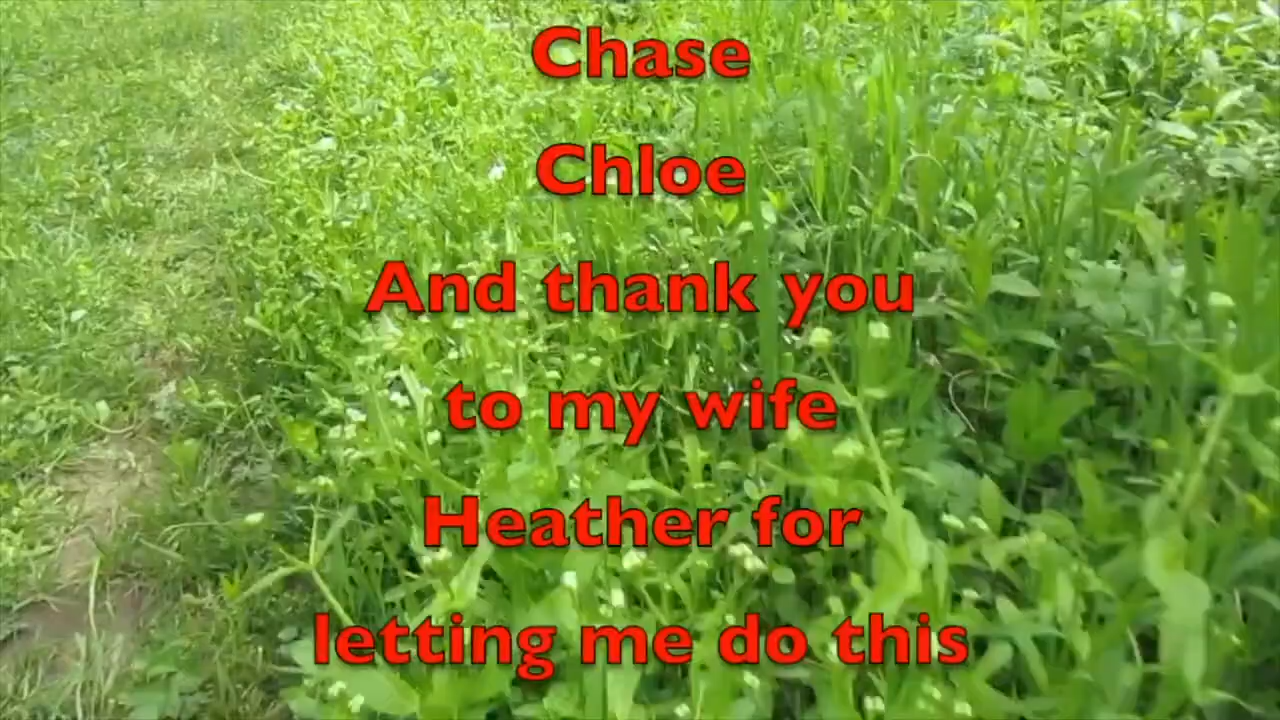 Chase
Chloe
And thank you
to my wife
Heather for
letting me do this